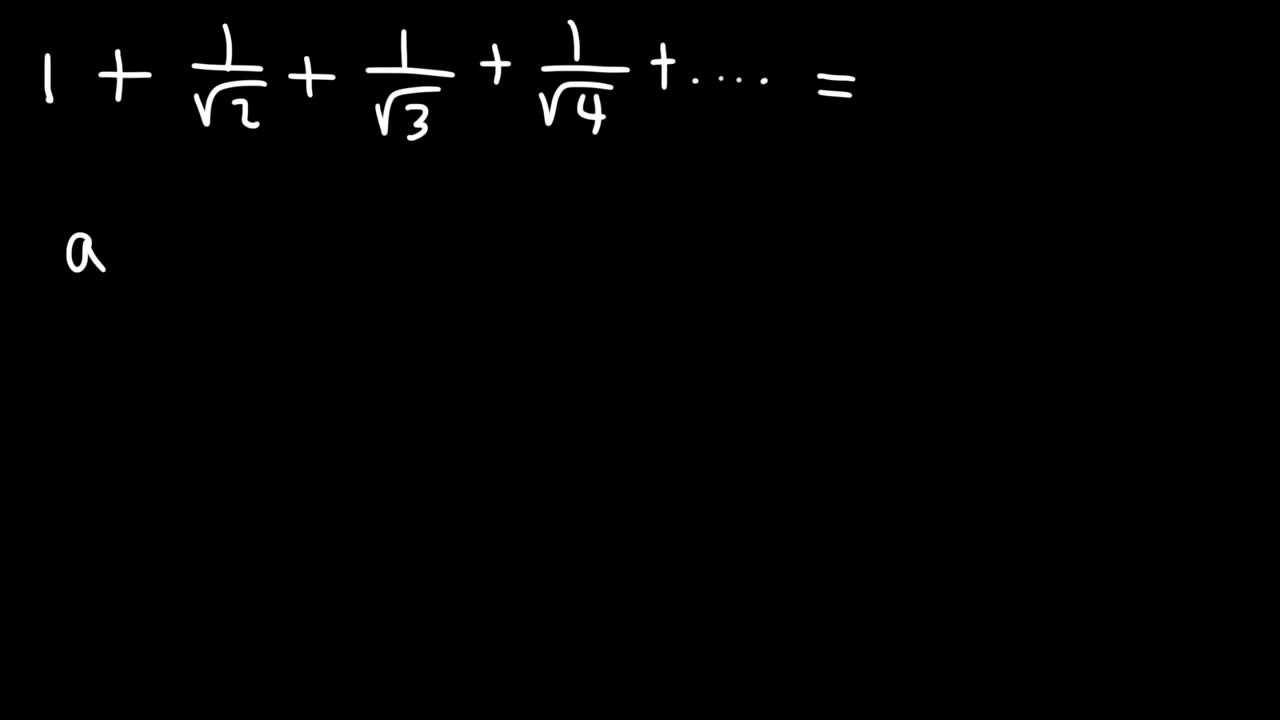 1 + 1/√2 + 1/√3 + 1/√4 + .... =
a